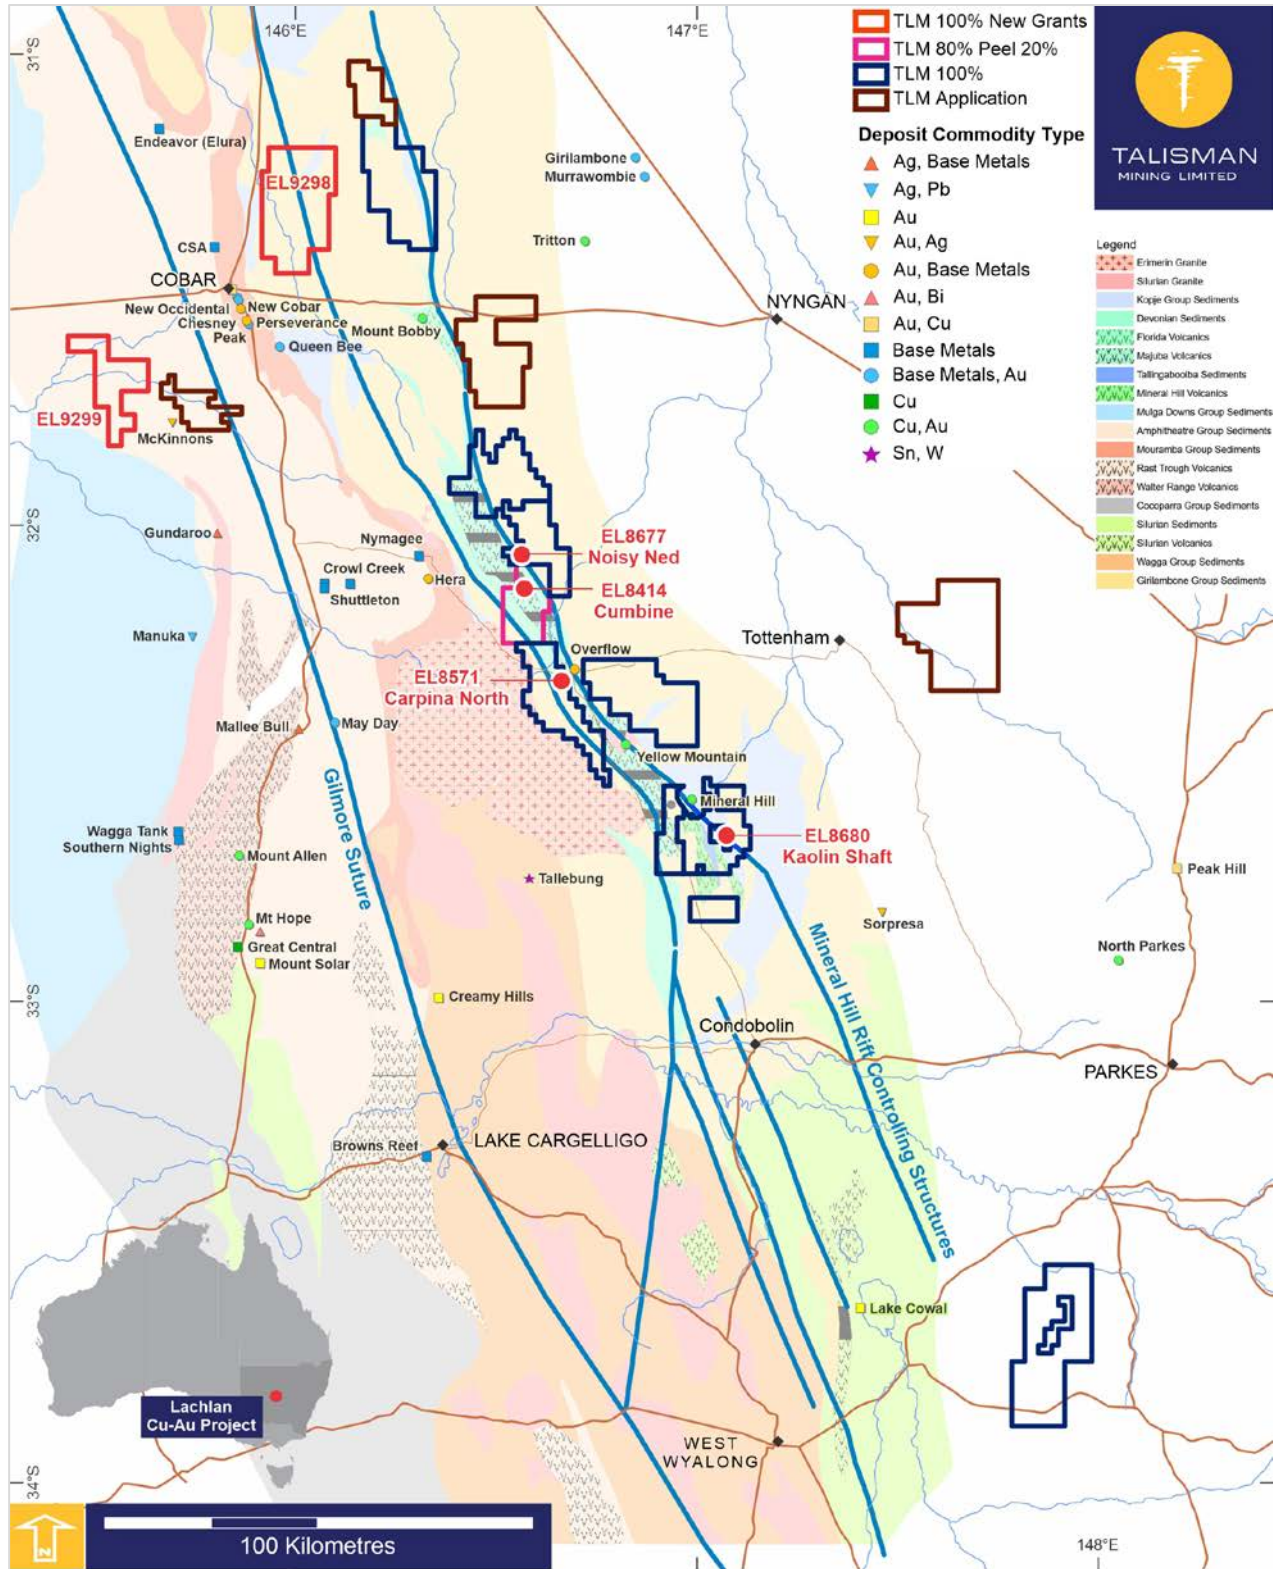 146°E
147°E
31°S
32°S
33°S
34°S
148°E
TLM 100% New Grants
TLM 80% Peel 20%
TLM 100%
TLM Application
Deposit Commodity Type
Ag, Base Metals
Ag, Pb
Au
Au, Ag
Au, Base Metals
Au, Bi
Au, Cu
Base Metals
Base Metals, Au
Cu
Cu, Au
Sn, W
TALISMAN
MINING LIMITED
Legend
Erimerin Granite
Silurian Granite
Kopje Group Sediments
Devonian Sediments
Florida Volcanics
Majuba Volcanics
Tallingaboolba Sediments
Mineral Hill Volcanics
Mulga Downs Group Sediments
Amphitheatre Group Sediments
Mouramba Group Sediments
Rast Trough Volcanics
Walter Range Volcanics
Cocoparra Group Sediments
Silurian Sediments
Silurian Volcanics
Wagga Group Sediments
Girilambone Group Sediments
Endeavor (Elura)
EL9298
Girilambone
Murrawombie
CSA
Tritton
COBAR
New Occidental
New Cobar
Chesney
Perseverance
Peak
Queen Bee
Mount Bobby
NYNGAN
EL9299
McKinnons
Gundaroo
Nymagee
Crowl Creek
Shuttleton
Hera
EL8677
Noisy Ned
EL8414
Cumbine
Manuka
Overflow
Tottenham
EL8571
Carpina North
Mallee Bull
May Day
Yellow Mountain
Gilmore Suture
Mineral Hill
Wagga Tank
Southern Nights
Mount Allen
EL8680
Kaolin Shaft
Tallebung
Peak Hill
Mt Hope
Great Central
Mount Solar
Sorpresa
North Parkes
Creamy Hills
Mineral Hill Rift Controlling Structures
Condobolin
PARKES
Browns Reef
LAKE CARGELLIGO
Lake Cowal
Lachlan
Cu-Au Project
WEST
WYALONG
N
100 Kilometres